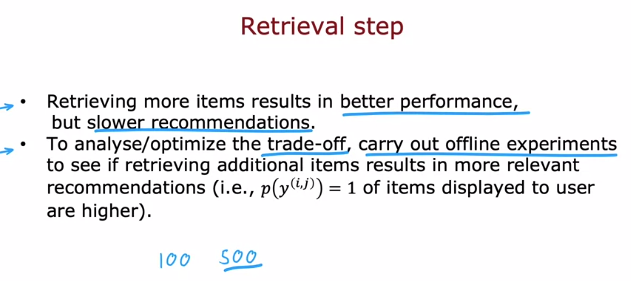 Retrieval step
• Retrieving more items results in better performance,
but slower recommendations.
• To analyse/optimize the trade-off, carry out offline experiments
to see if retrieving additional items results in more relevant
recommendations (i.e., p(y^{(i,j)}) = 1 of items displayed to user
are higher).
100 500